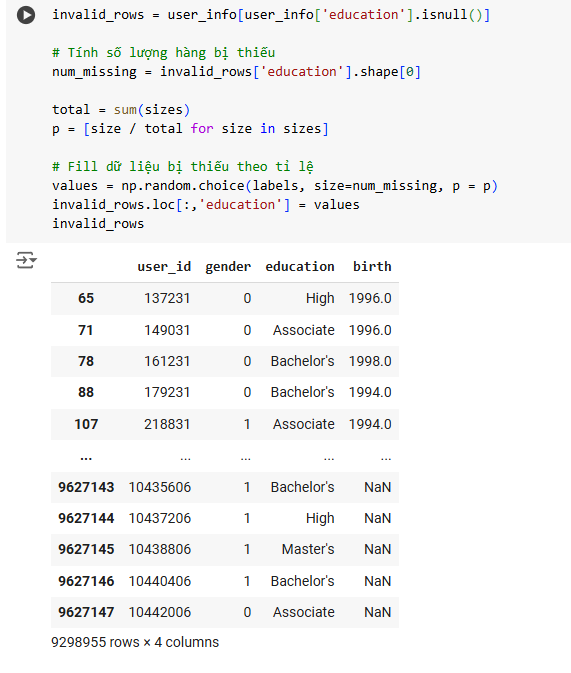 invalid_rows = user_info[user_info['education'].isnull()]
# Tính số lượng hàng bị thiếu
num_missing = invalid_rows['education'].shape[0]
total = sum(sizes)
p = [size / total for size in sizes]
# Fill dữ liệu bị thiếu theo tỉ lệ
values = np.random.choice(labels, size=num_missing, p = p)
invalid_rows.loc[:,'education'] = values
invalid_rows
user_id gender education birth
65 137231 0 High 1996.0
71 149031 0 Associate 1996.0
78 161231 0 Bachelor's 1998.0
88 179231 0 Bachelor's 1994.0
107 218831 1 Associate 1994.0
... ... ... ... ...
9627143 10435606 1 Bachelor's NaN
9627144 10437206 1 High NaN
9627145 10438806 1 Master's NaN
9627146 10440406 1 Bachelor's NaN
9627147 10442006 0 Associate NaN
9298955 rows × 4 columns